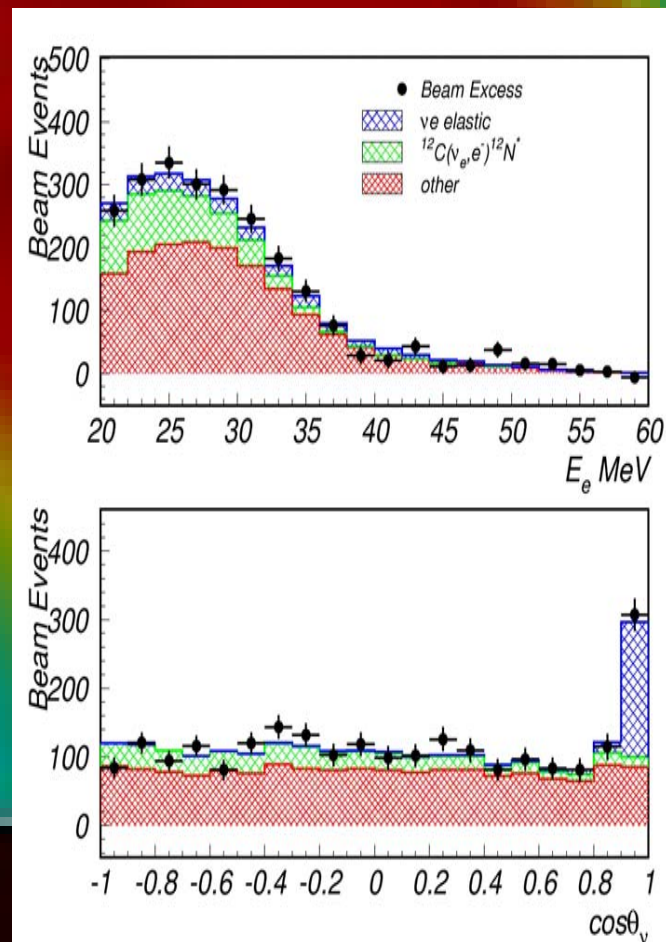 500
400
300
200
100
0
Beam Events
Beam Excess
νe elastic
¹²C(νₑ,e⁻)¹²N*
other
20 25 30 35 40 45 50 55 60
Eₑ MeV
400
300
200
100
0
Beam Events
-1 -0.8 -0.6 -0.4 -0.2 0 0.2 0.4 0.6 0.8 1
cosθᵥ